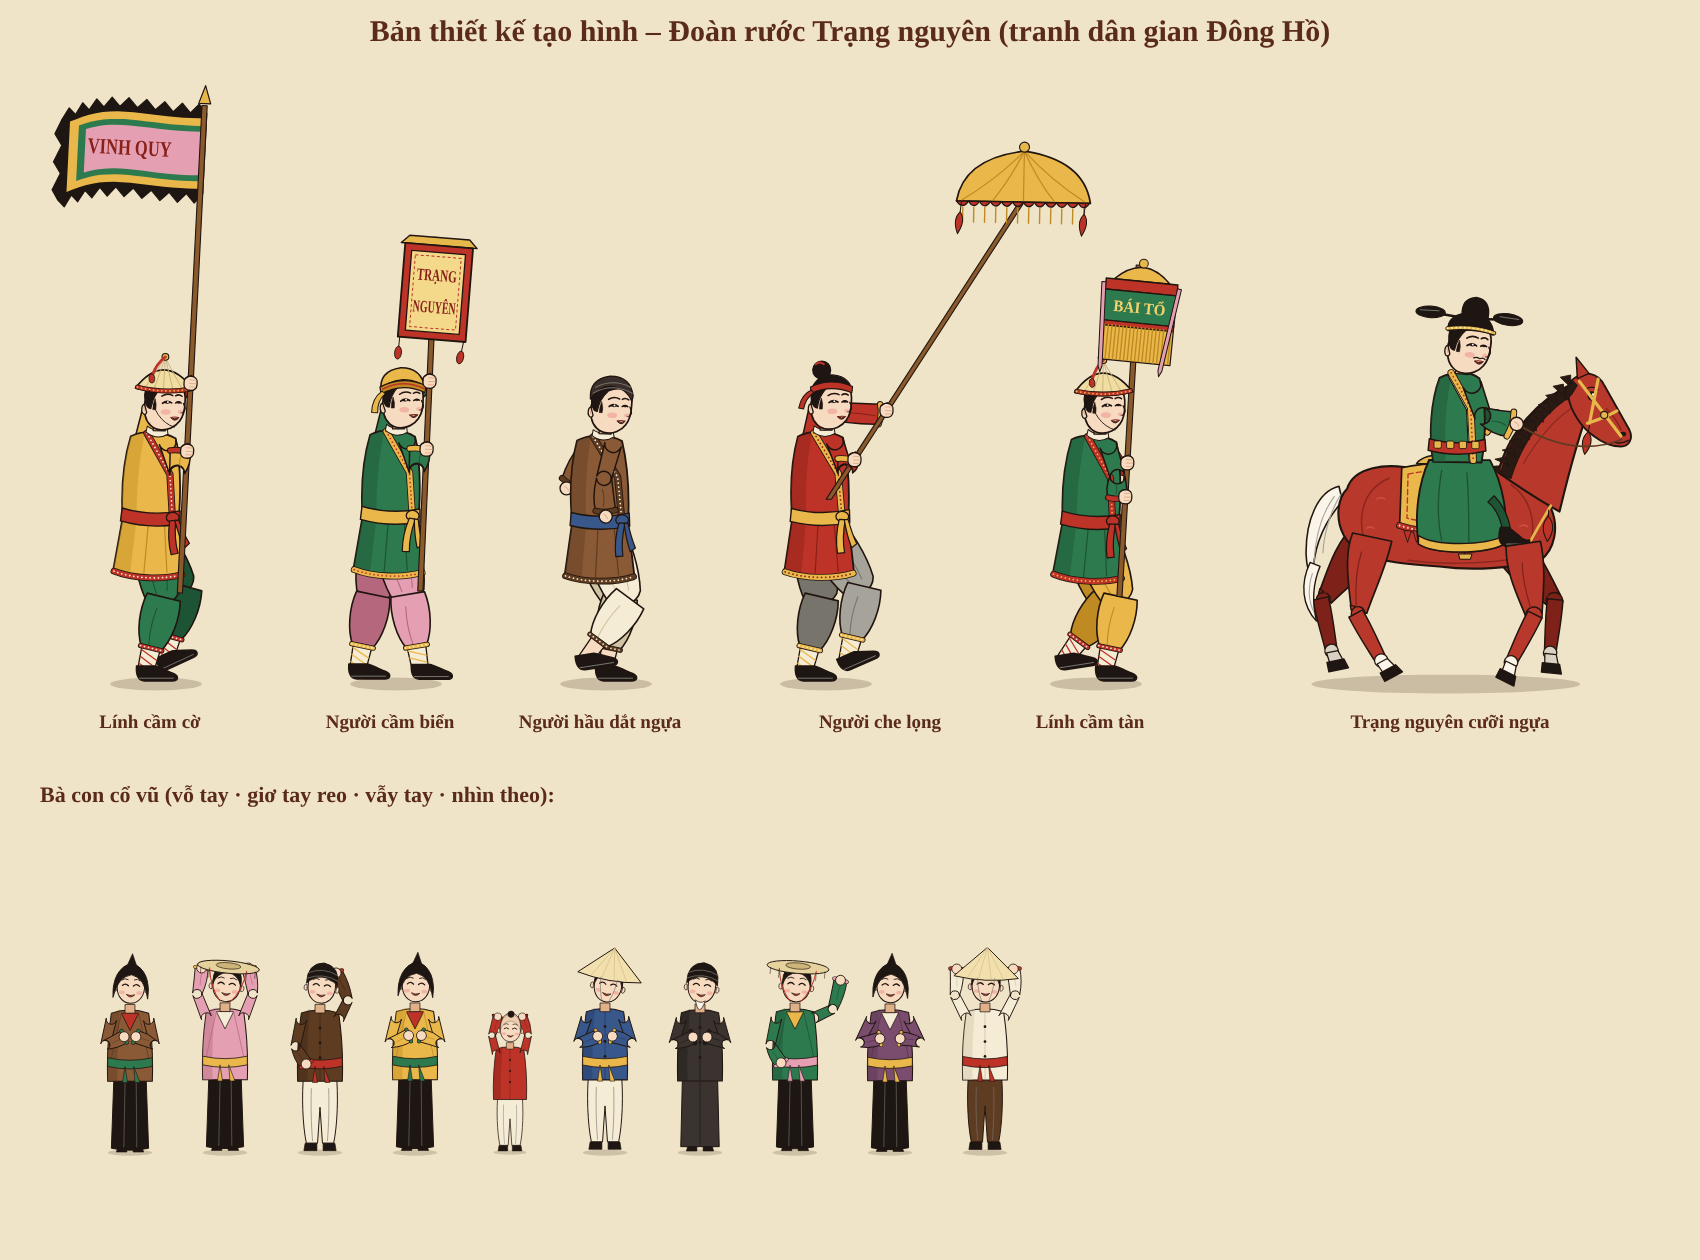 Bản thiết kế tạo hình – Đoàn rước Trạng nguyên (tranh dân gian Đông Hồ)
VINH QUY
TRẠNG
NGUYÊN
BÁI TỔ
Lính cầm cờ
Người cầm biển
Người hầu dắt ngựa
Người che lọng
Lính cầm tàn
Trạng nguyên cưỡi ngựa
Bà con cổ vũ (vỗ tay · giơ tay reo · vẫy tay · nhìn theo):